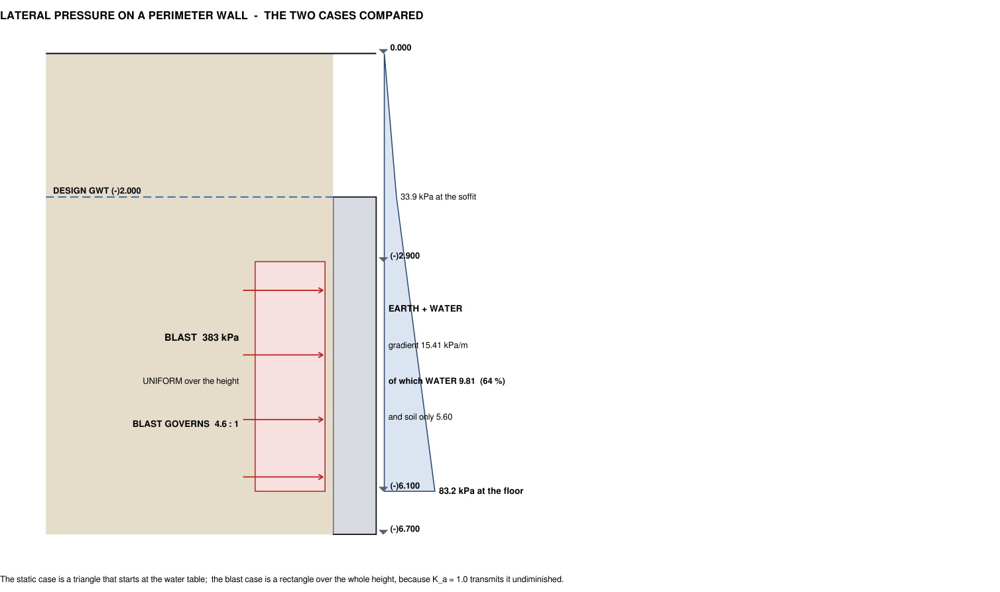 LATERAL PRESSURE ON A PERIMETER WALL - THE TWO CASES COMPARED
0.000
DESIGN GWT (-)2.000
33.9 kPa at the soffit
(-)2.900
EARTH + WATER
BLAST 383 kPa
gradient 15.41 kPa/m
UNIFORM over the height
of which WATER 9.81 (64 %)
and soil only 5.60
BLAST GOVERNS 4.6 : 1
(-)6.100
83.2 kPa at the floor
(-)6.700
The static case is a triangle that starts at the water table; the blast case is a rectangle over the whole height, because K_a = 1.0 transmits it undiminished.